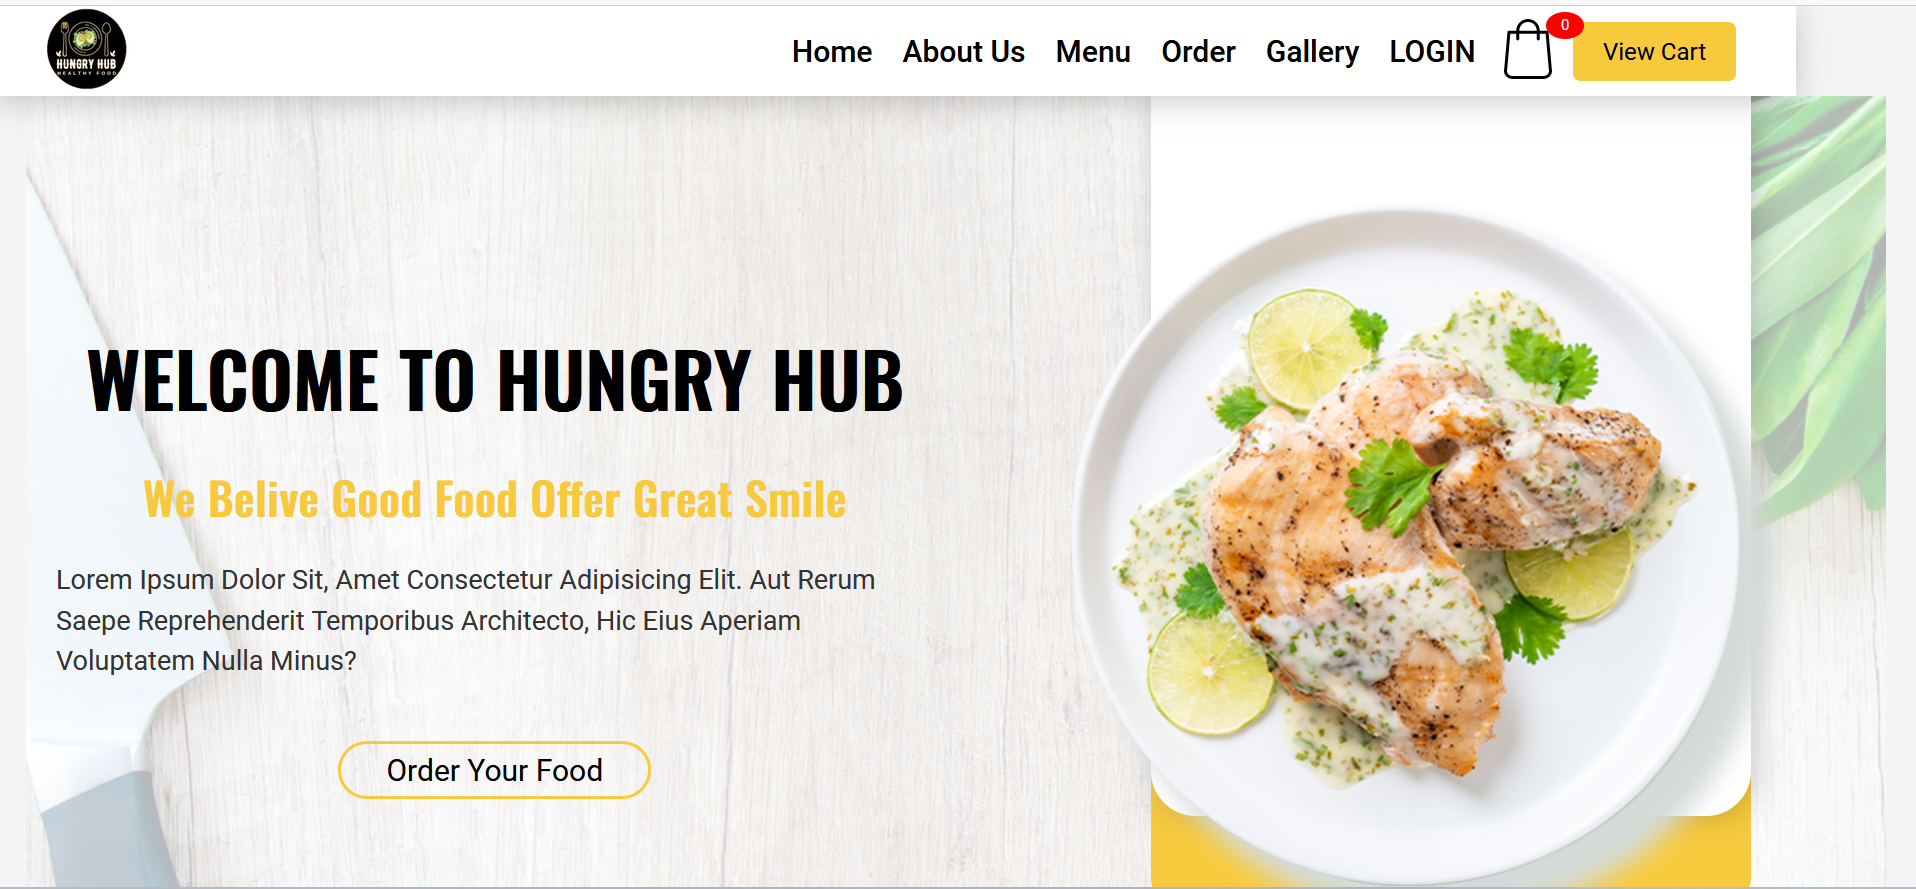 HUNGRY HUB
HEALTHY FOOD
Home About Us Menu Order Gallery LOGIN 0 View Cart
WELCOME TO HUNGRY HUB
We Belive Good Food Offer Great Smile
Lorem Ipsum Dolor Sit, Amet Consectetur Adipisicing Elit. Aut Rerum
Saepe Reprehenderit Temporibus Architecto, Hic Eius Aperiam
Voluptatem Nulla Minus?
Order Your Food